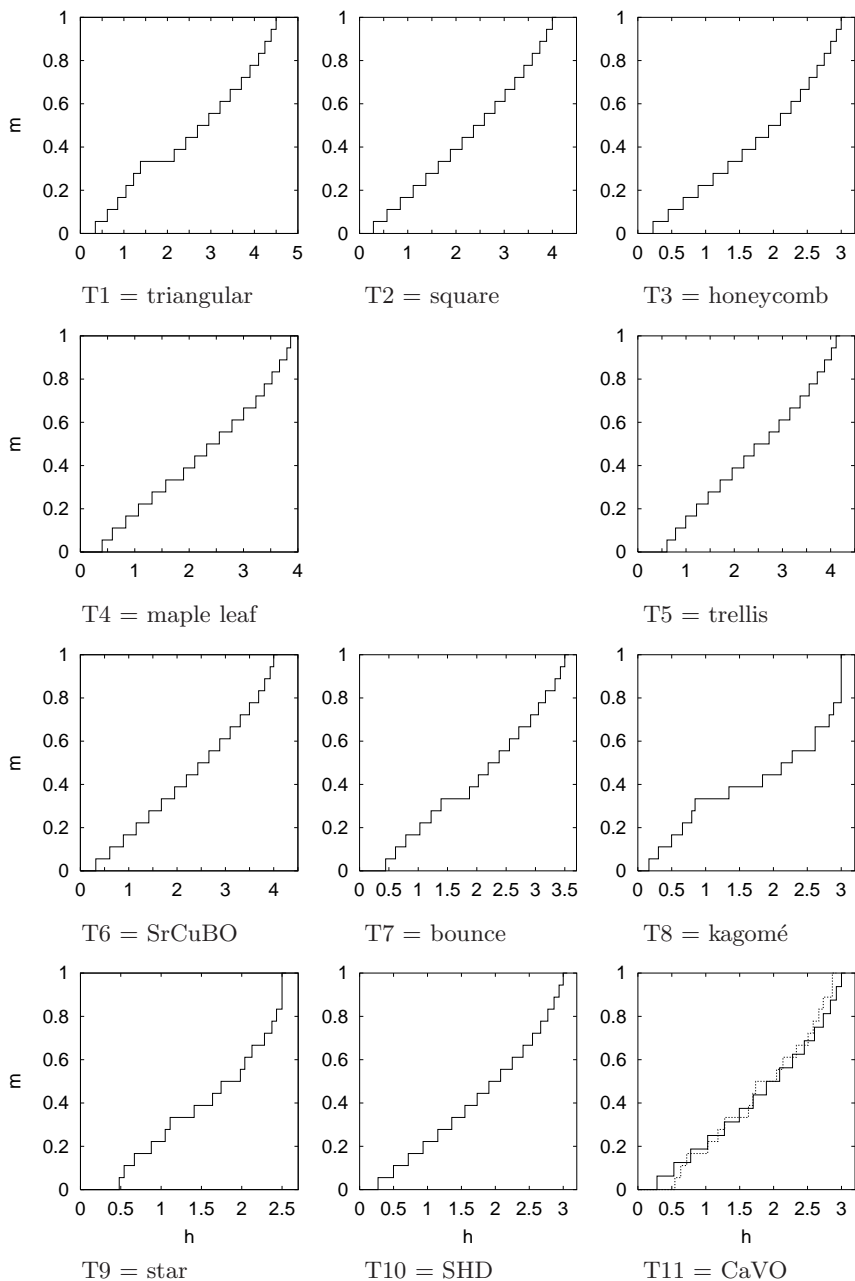 m
1
0.8
0.6
0.4
0.2
0
0 1 2 3 4 5
T1 = triangular
1
0.8
0.6
0.4
0.2
0
0 1 2 3 4
T2 = square
1
0.8
0.6
0.4
0.2
0
0 0.5 1 1.5 2 2.5 3
T3 = honeycomb
m
1
0.8
0.6
0.4
0.2
0
0 1 2 3 4
T4 = maple leaf
1
0.8
0.6
0.4
0.2
0
0 1 2 3 4
T5 = trellis
m
1
0.8
0.6
0.4
0.2
0
0 1 2 3 4
T6 = SrCuBO
1
0.8
0.6
0.4
0.2
0
0 0.5 1 1.5 2 2.5 3 3.5
T7 = bounce
1
0.8
0.6
0.4
0.2
0
0 0.5 1 1.5 2 2.5 3
T8 = kagomé
m
1
0.8
0.6
0.4
0.2
0
0 0.5 1 1.5 2 2.5
h
T9 = star
1
0.8
0.6
0.4
0.2
0
0 0.5 1 1.5 2 2.5 3
h
T10 = SHD
1
0.8
0.6
0.4
0.2
0
0 0.5 1 1.5 2 2.5 3
h
T11 = CaVO